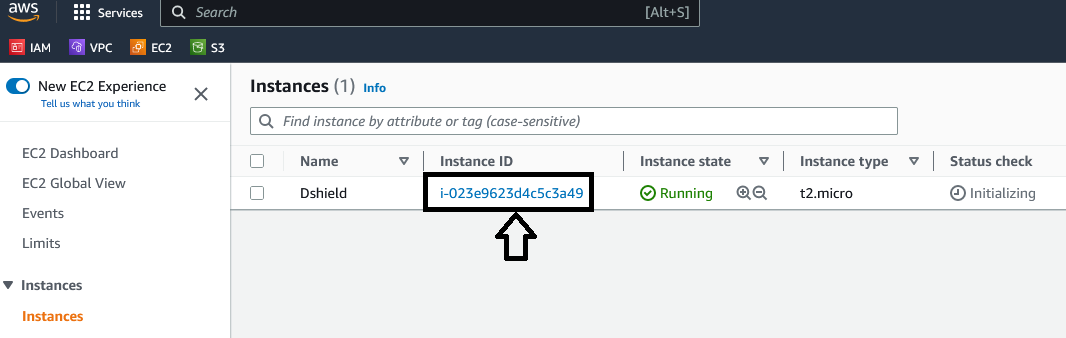 aws
Services
Search
[Alt+S]
IAM
VPC
EC2
S3
New EC2 Experience
Tell us what you think
EC2 Dashboard
EC2 Global View
Events
Limits
Instances
Instances
Instances (1) Info
Find instance by attribute or tag (case-sensitive)
Name Instance ID Instance state Instance type Status check
Dshield i-023e9623d4c5c3a49 Running t2.micro Initializing